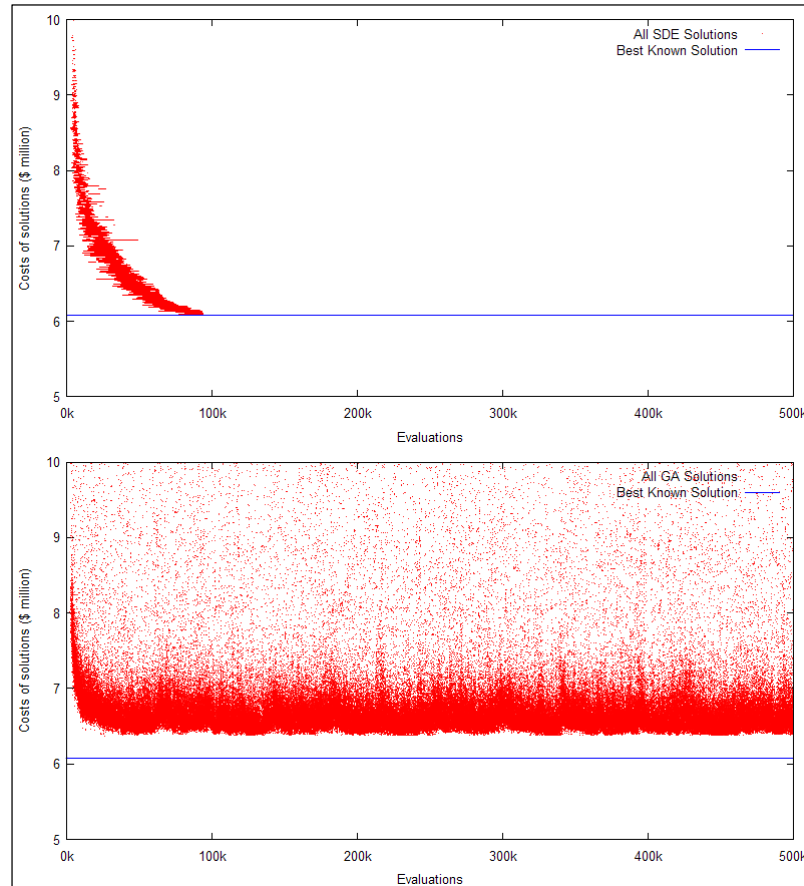 10
All SDE Solutions
Best Known Solution
9
8
Costs of solutions ($ million)
7
6
5
0k 100k 200k 300k 400k 500k
Evaluations
10
All GA Solutions
Best Known Solution
9
8
Costs of solutions ($ million)
7
6
5
0k 100k 200k 300k 400k 500k
Evaluations